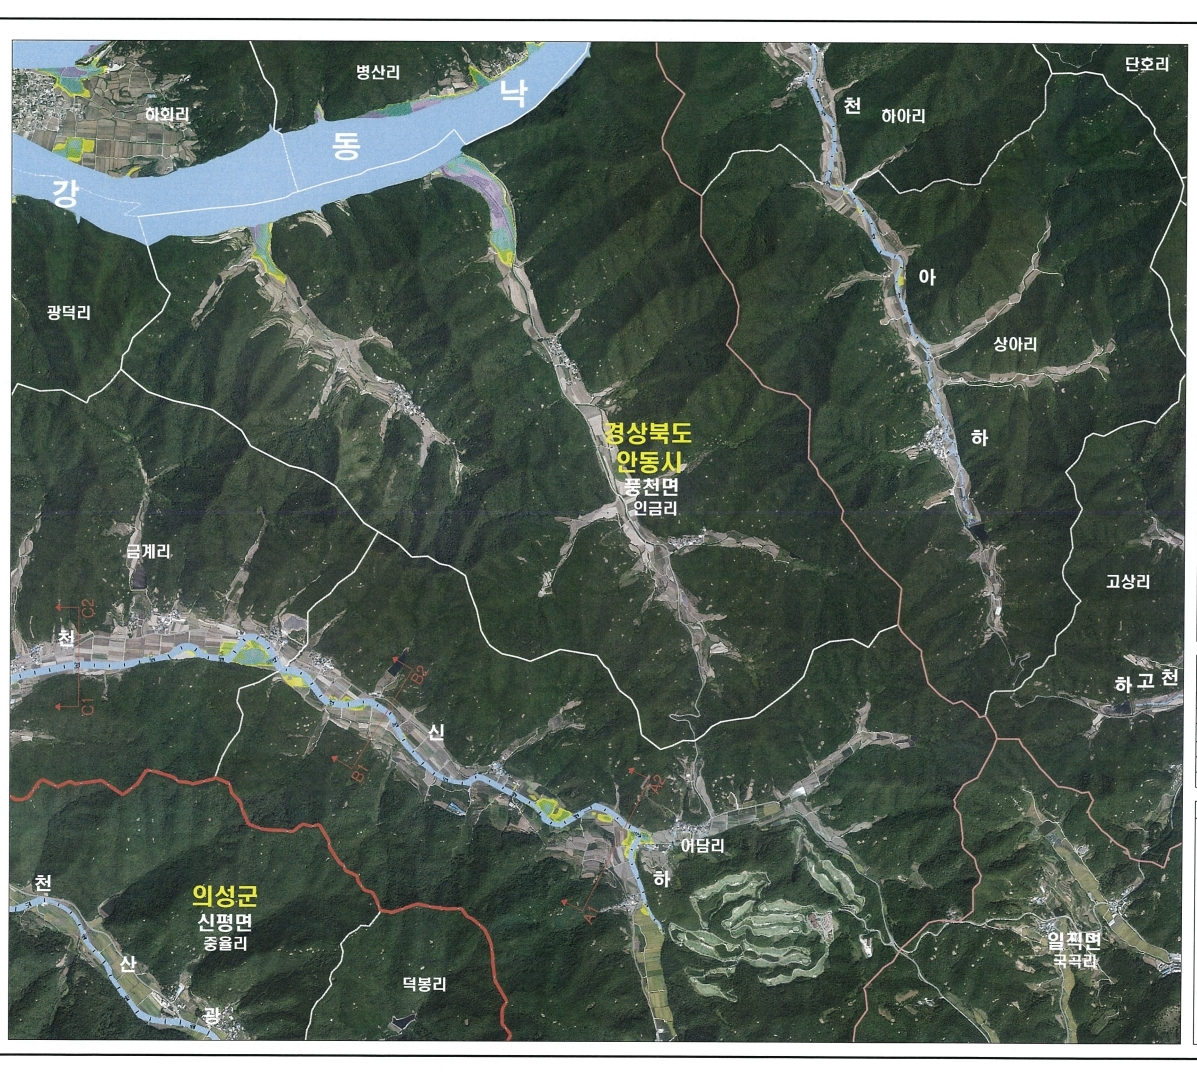 병산리
단호리
낙
천
하아리
하회리
동
강
아
광덕리
상아리
경상북도
안동시
하
풍천면
인금리
금계리
고상리
C2
천
B2
하고천
C1
신
B1
A2
어담리
천
하
의성군
신평면
중율리
일직면
국곡리
산
덕봉리
광